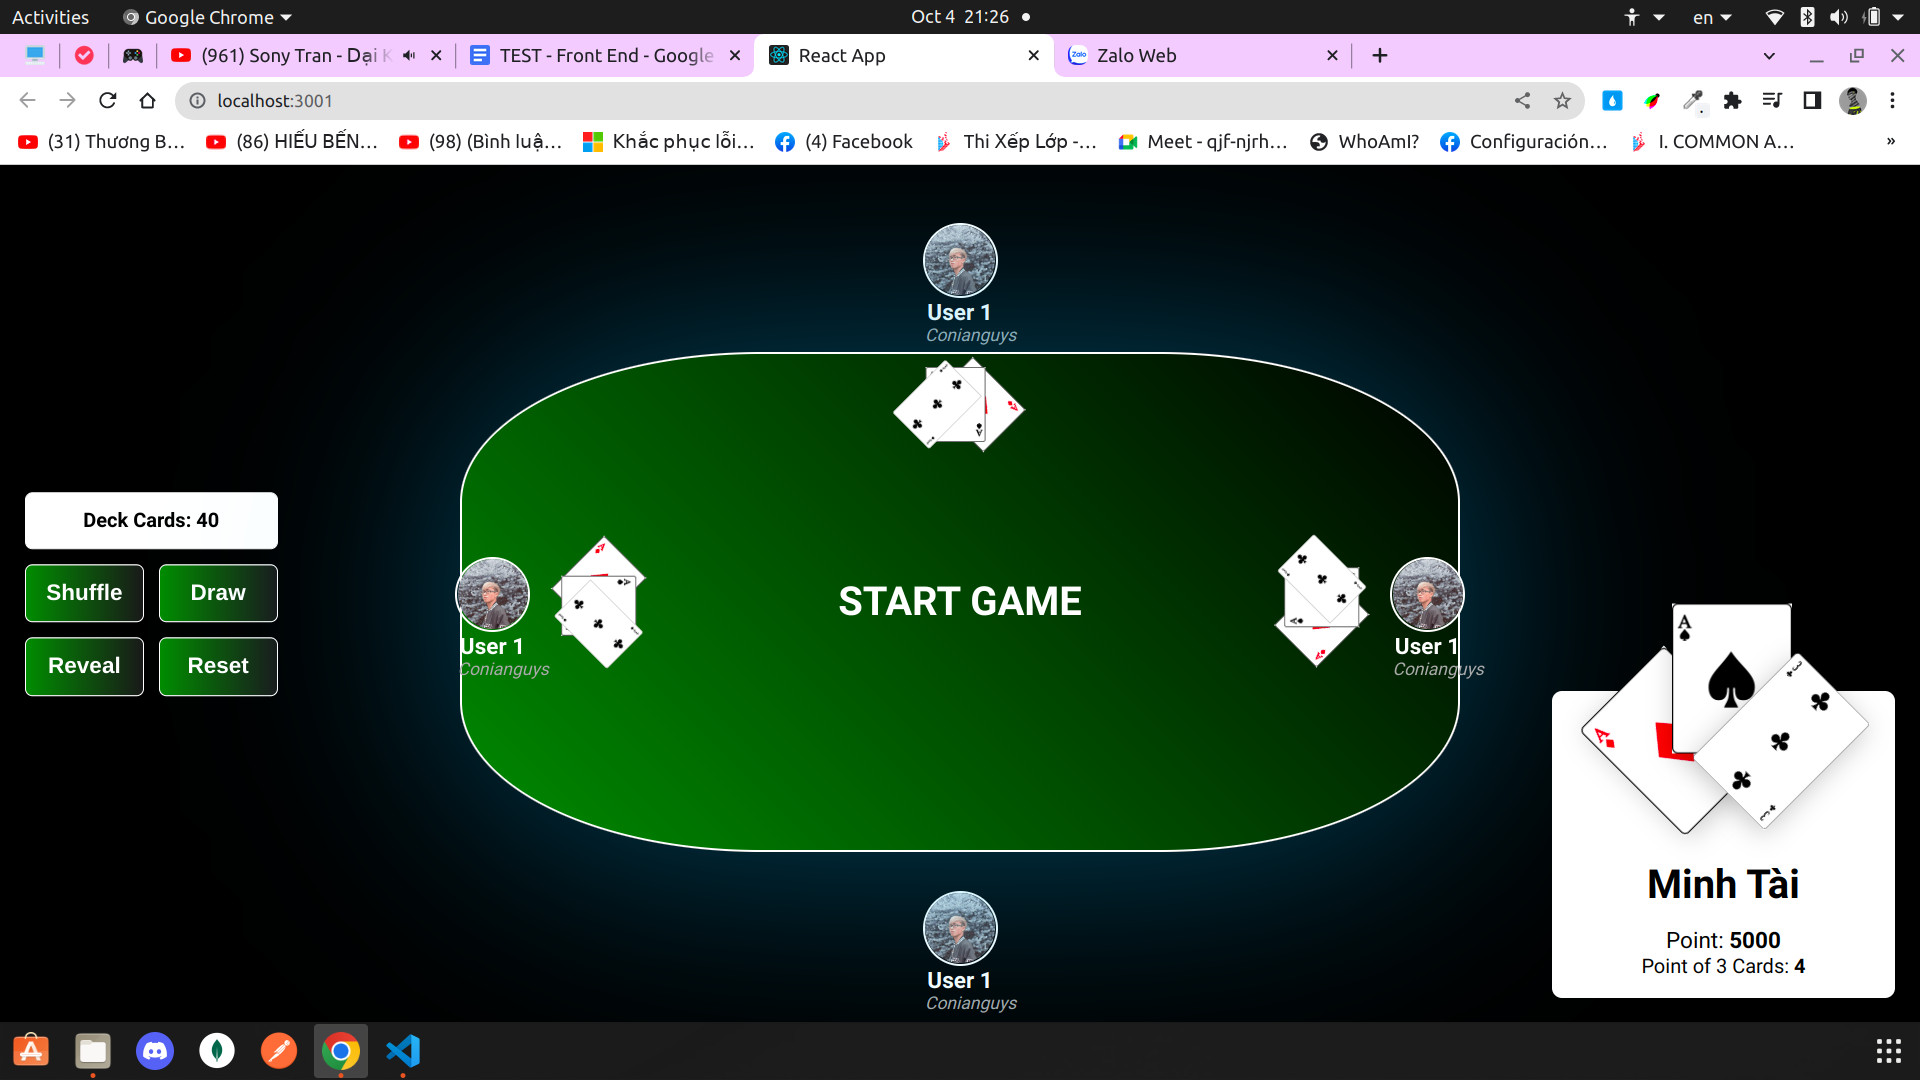 Activities
Google Chrome
Oct 4 21:26
en
(961) Sony Tran - Dại K
TEST - Front End - Google
React App
Zalo Web
localhost:3001
(31) Thương B...
(86) HIẾU BẾN...
(98) (Bình luậ...
Khắc phục lỗi...
(4) Facebook
Thi Xếp Lớp -...
Meet - qjf-njrh...
WhoAmI?
Configuración...
I. COMMON A...
»
User 1
Conianguys
Deck Cards: 40
Shuffle
Draw
Reveal
Reset
User 1
Conianguys
START GAME
User 1
Conianguys
A
A
3
3
Minh Tài
Point: 5000
Point of 3 Cards: 4
User 1
Conianguys